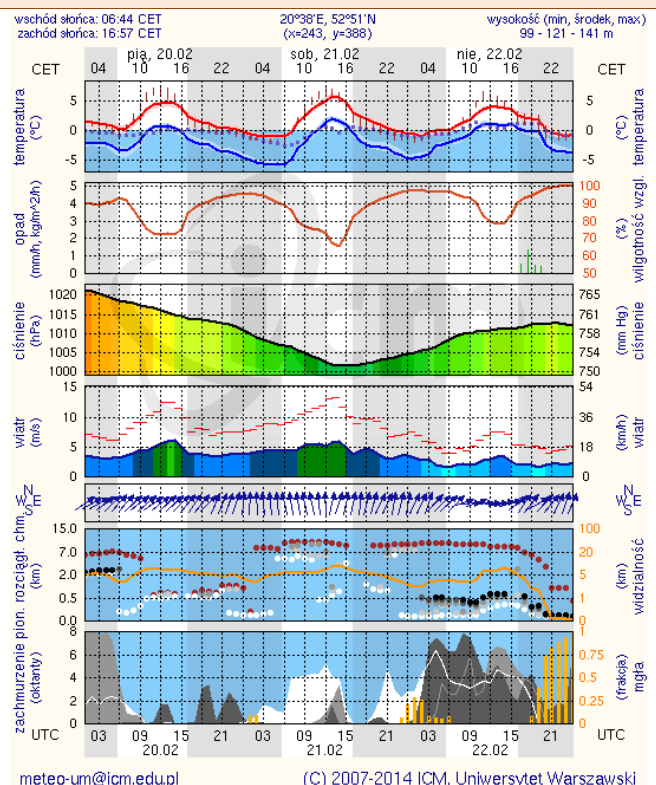 wschód słońca: 06:44 CET 20°38'E, 52°51'N wysokość (min, środek, max)
zachód słońca: 16:57 CET (x=243, y=388) 99 - 121 - 141 m
pią, 20.02 sob, 21.02 nie, 22.02
CET 04 10 16 22 04 10 16 22 04 10 16 22 CET
temperatura (°C) 5 0 -5 5 0 -5 temperatura (°C)
opad (mm/h, kg/m^2/h) 5 4 3 2 1 0 100 90 80 70 60 50 (%) wilgotność wzgl.
ciśnienie (hPa) 1020 1015 1010 1005 1000 765 761 758 754 750 (mm Hg) ciśnienie
wiatr (m/s) 15 10 5 0 54 36 18 0 (km/h) wiatr
N W E S m N W E S m
pion. rozciągł. chm. (km) 15.0 7.0 2.0 0.5 0.0 100 20 5 1 0 (km) widzialność
zachmurzenie (oktanty) 8 6 4 2 0 1 0.75 0.5 0.25 0 (frakcja) mgła
UTC 03 09 15 21 03 09 15 21 03 09 15 21 UTC
20.02 21.02 22.02
icm
meteo-um@icm.edu.pl (C) 2007-2014 ICM, Uniwersytet Warszawski